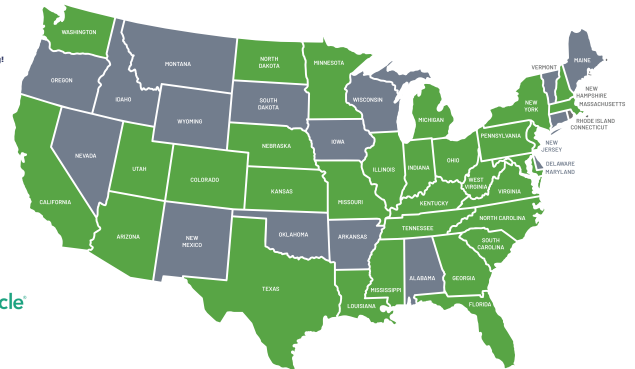 WASHINGTON
OREGON
IDAHO
MONTANA
NORTH
DAKOTA
MINNESOTA
SOUTH
DAKOTA
WISCONSIN
MICHIGAN
WYOMING
NEVADA
UTAH
COLORADO
CALIFORNIA
NEBRASKA
IOWA
KANSAS
MISSOURI
ILLINOIS
INDIANA
OHIO
WEST
VIRGINIA
VIRGINIA
KENTUCKY
TENNESSEE
NORTH CAROLINA
SOUTH
CAROLINA
GEORGIA
FLORIDA
ALABAMA
MISSISSIPPI
LOUISIANA
ARKANSAS
OKLAHOMA
TEXAS
NEW
MEXICO
ARIZONA
PENNSYLVANIA
NEW
YORK
VERMONT
MAINE
NEW
HAMPSHIRE
MASSACHUSETTS
RHODE ISLAND
CONNECTICUT
NEW
JERSEY
DELAWARE
MARYLAND
cle